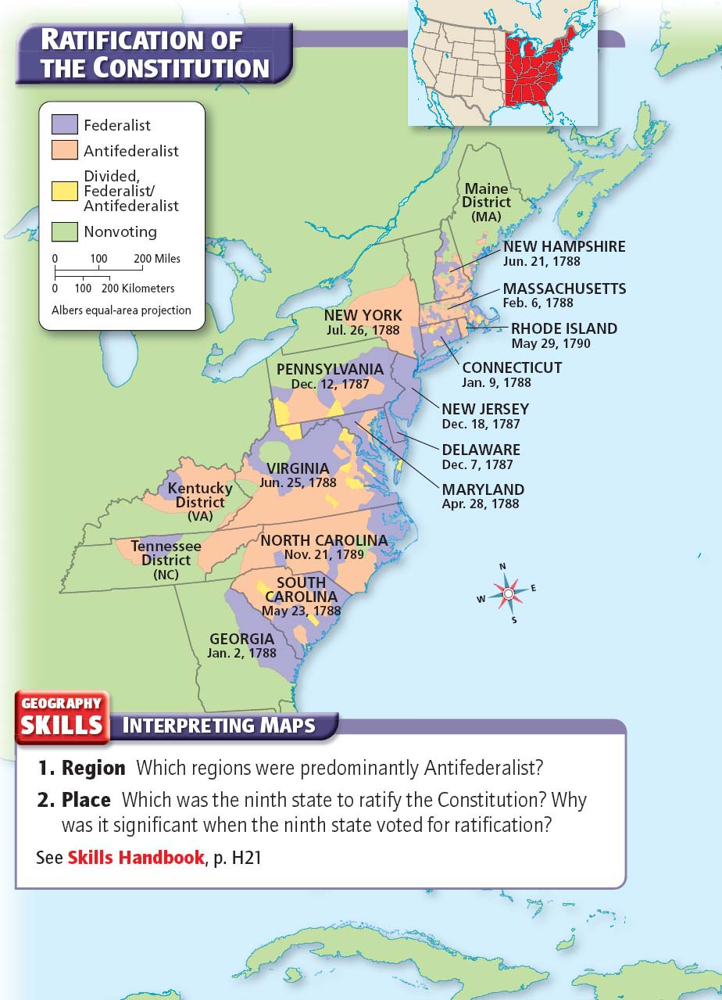 RATIFICATION OF
THE CONSTITUTION
Federalist
Antifederalist
Divided,
Federalist/
Antifederalist
Nonvoting
0 100 200 Miles
0 100 200 Kilometers
Albers equal-area projection
Maine
District
(MA)
NEW HAMPSHIRE
Jun. 21, 1788
MASSACHUSETTS
Feb. 6, 1788
NEW YORK
Jul. 26, 1788
RHODE ISLAND
May 29, 1790
CONNECTICUT
Jan. 9, 1788
PENNSYLVANIA
Dec. 12, 1787
NEW JERSEY
Dec. 18, 1787
DELAWARE
Dec. 7, 1787
MARYLAND
Apr. 28, 1788
VIRGINIA
Jun. 25, 1788
Kentucky
District
(VA)
Tennessee
District
(NC)
NORTH CAROLINA
Nov. 21, 1789
SOUTH
CAROLINA
May 23, 1788
GEORGIA
Jan. 2, 1788
N
W E
S
GEOGRAPHY
SKILLS
INTERPRETING MAPS
1. Region Which regions were predominantly Antifederalist?
2. Place Which was the ninth state to ratify the Constitution? Why
was it significant when the ninth state voted for ratification?
See Skills Handbook, p. H21